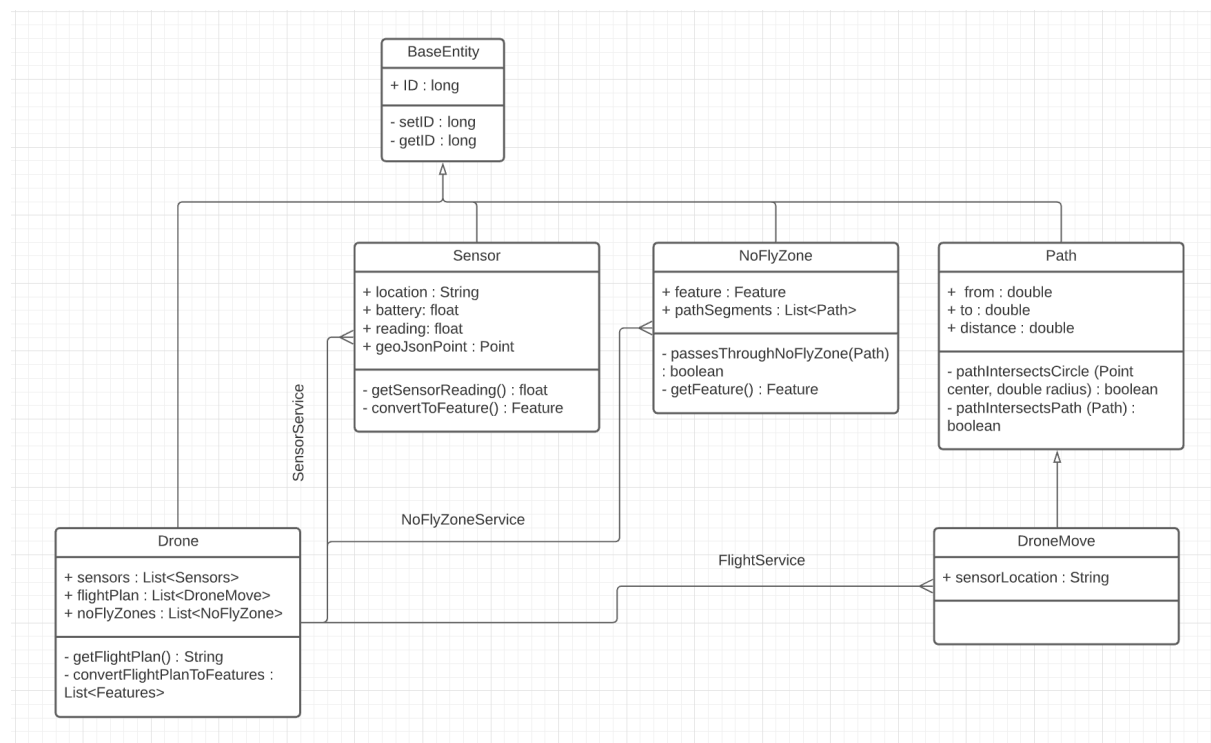 BaseEntity
+ ID : long
- setID : long
- getID : long
Sensor
+ location : String
+ battery: float
+ reading: float
+ geoJsonPoint : Point
- getSensorReading() : float
- convertToFeature() : Feature
NoFlyZone
+ feature : Feature
+ pathSegments : List<Path>
- passesThroughNoFlyZone(Path)
: boolean
- getFeature() : Feature
Path
+  from : double
+ to : double
+ distance : double
- pathIntersectsCircle (Point
center, double radius) : boolean
- pathIntersectsPath (Path) :
boolean
SensorService
NoFlyZoneService
FlightService
Drone
+ sensors : List<Sensors>
+ flightPlan : List<DroneMove>
+ noFlyZones : List<NoFlyZone>
- getFlightPlan() : String
- convertFlightPlanToFeatures :
List<Features>
DroneMove
+ sensorLocation : String